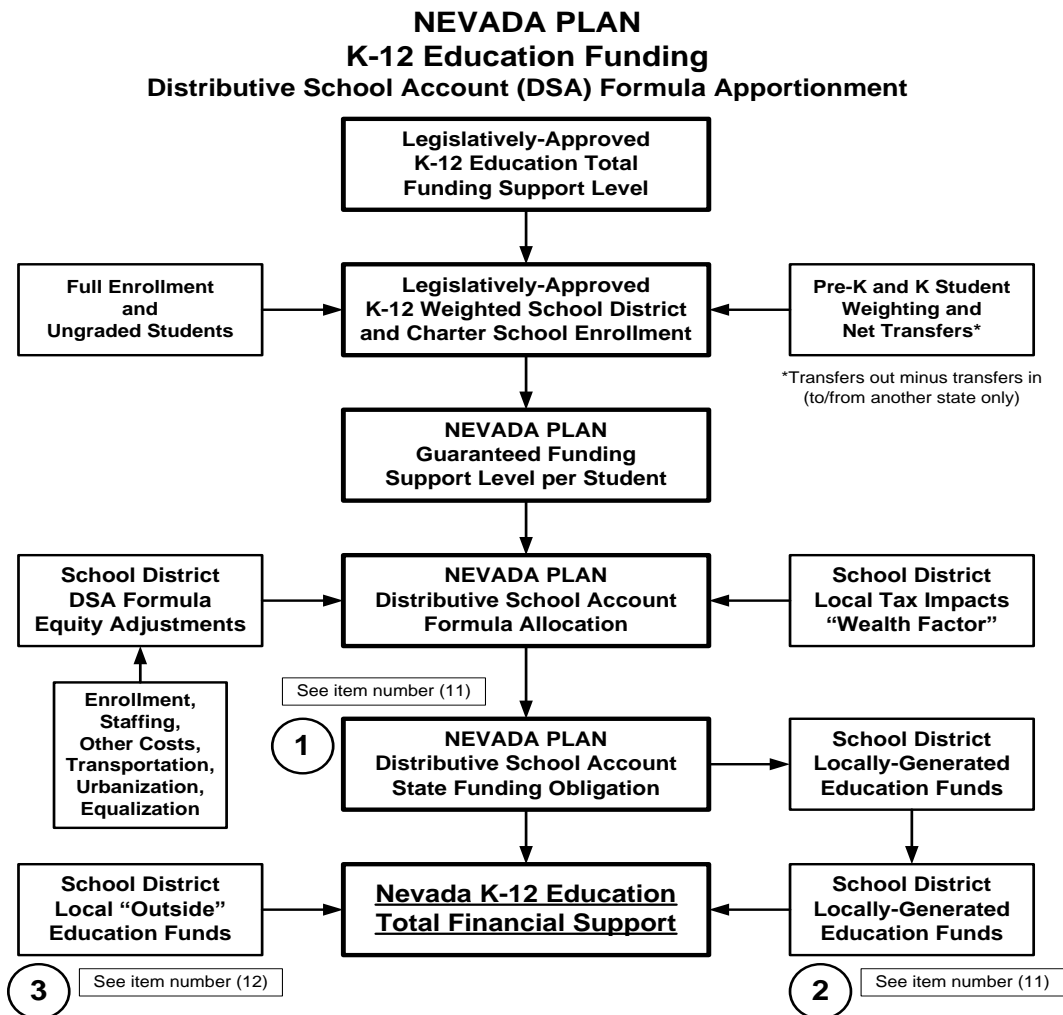 NEVADA PLAN
K-12 Education Funding
Distributive School Account (DSA) Formula Apportionment
Legislatively-Approved
K-12 Education Total
Funding Support Level
Full Enrollment
and
Ungraded Students
Legislatively-Approved
K-12 Weighted School District
and Charter School Enrollment
Pre-K and K Student
Weighting and
Net Transfers*
*Transfers out minus transfers in
(to/from another state only)
NEVADA PLAN
Guaranteed Funding
Support Level per Student
School District
DSA Formula
Equity Adjustments
NEVADA PLAN
Distributive School Account
Formula Allocation
School District
Local Tax Impacts
“Wealth Factor”
Enrollment,
Staffing,
Other Costs,
Transportation,
Urbanization,
Equalization
See item number (11)
1
NEVADA PLAN
Distributive School Account
State Funding Obligation
School District
Locally-Generated
Education Funds
School District
Local “Outside”
Education Funds
Nevada K-12 Education
Total Financial Support
School District
Locally-Generated
Education Funds
3
See item number (12)
2
See item number (11)